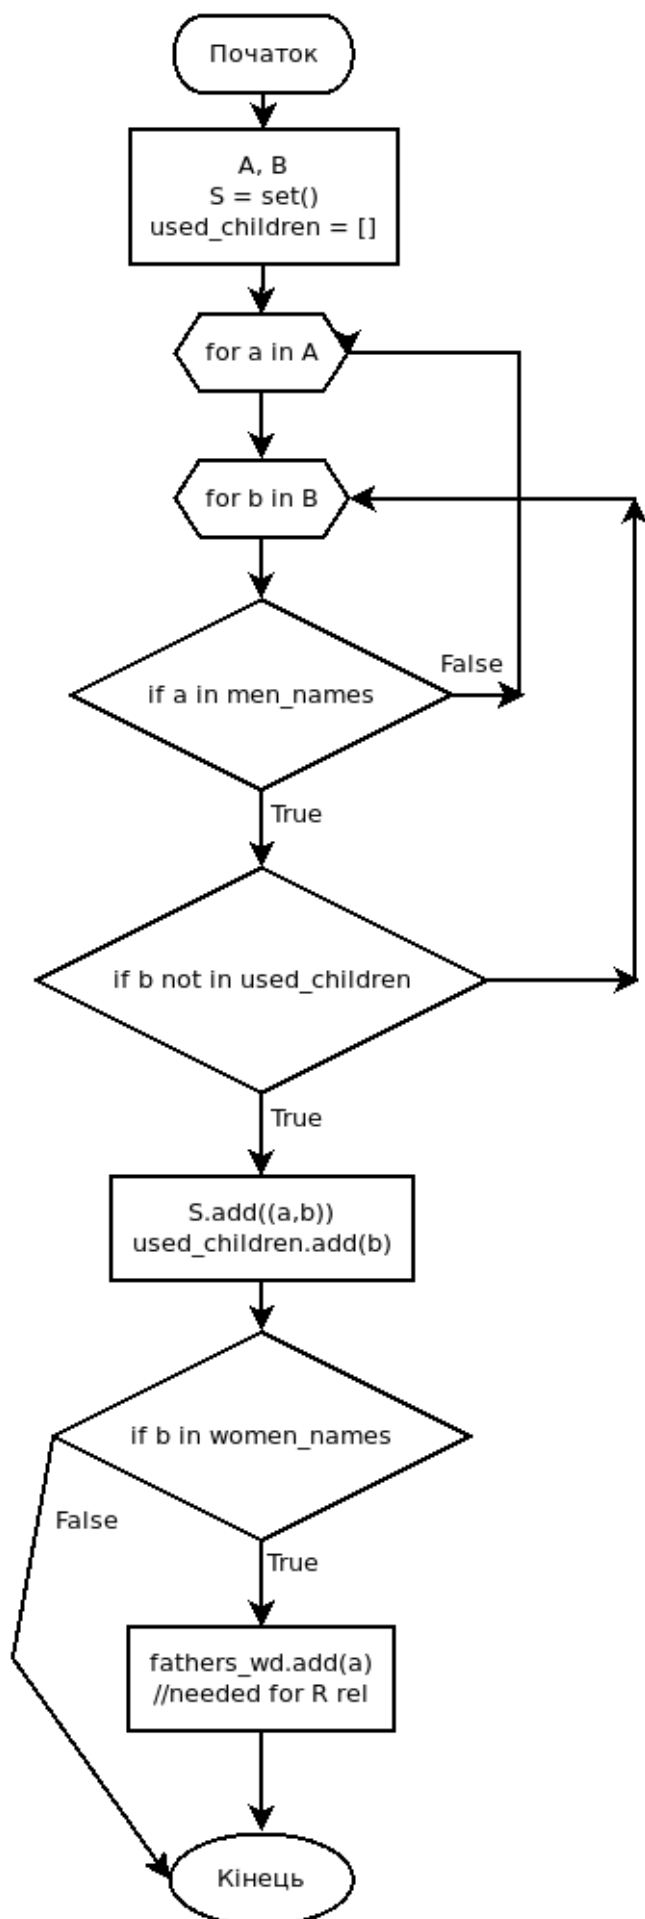 Початок
A, B
S = set()
used_children = []
for a in A
for b in B
if a in men_names
False
True
if b not in used_children
True
S.add((a,b))
used_children.add(b)
if b in women_names
False
True
fathers_wd.add(a)
//needed for R rel
Кінець